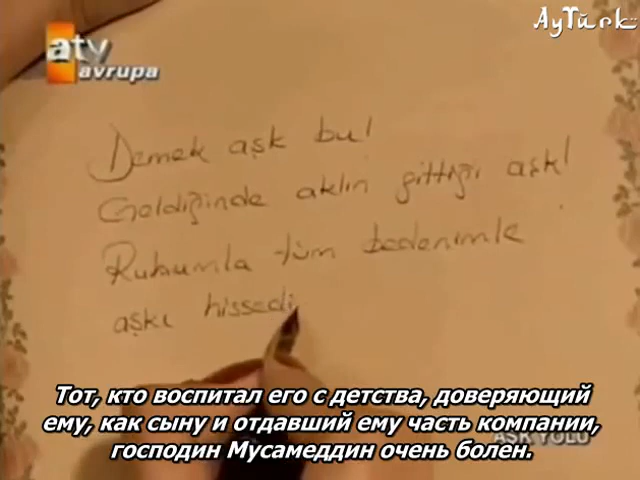 AyTürk
atv
avrupa
Demek aşk bu!
Geldiğinde aklın gittiği aşk!
Ruhumla tüm bedenimle
aşkı hissedi
Тот, кто воспитал его с детства, доверяющий
ему, как сыну и отдавший ему часть компании,
господин Мусамеддин очень болен.
AŞK YOLU